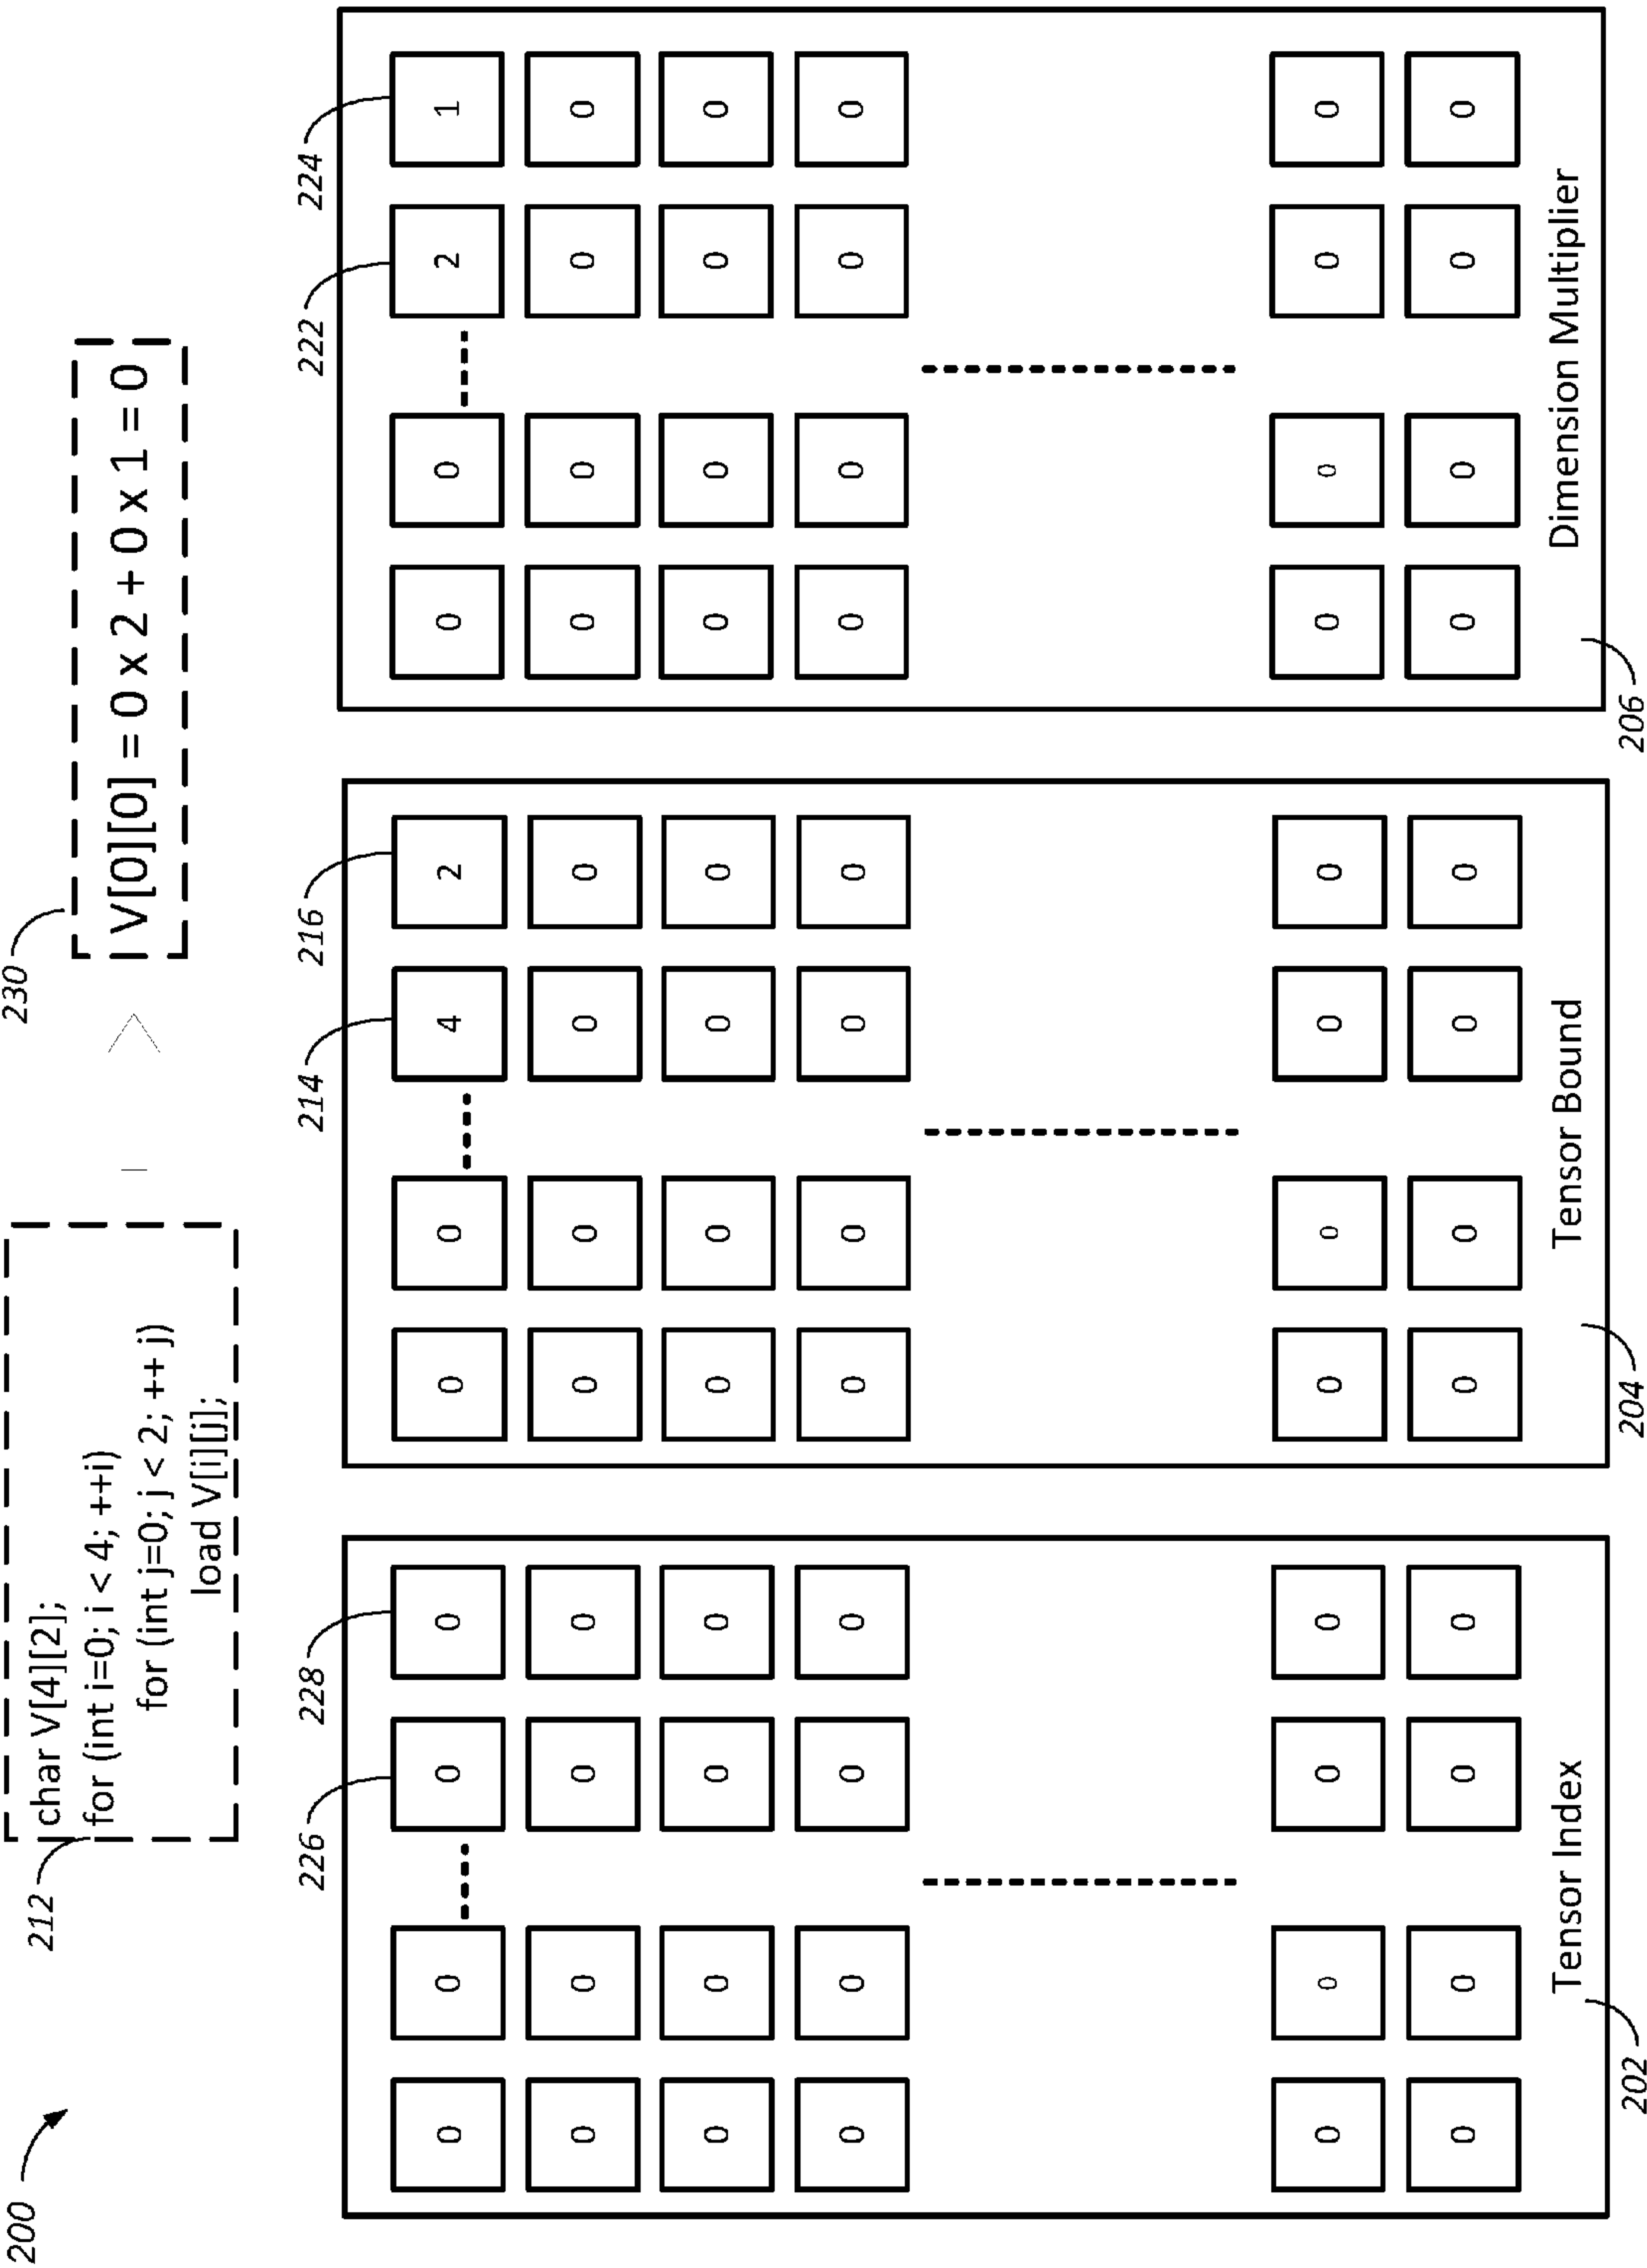 200
212
char V[4][2];
for (int i=0; i < 4; ++i)
for (int j=0; j < 2; ++ j)
load V[i][j];
230
V[0][0] = 0 x 2 + 0 x 1 = 0
226 228
0 0 0 0
0 0 0 0
0 0 0 0
0 0 0 0
0 0 0 0
0 0 0 0
Tensor Index
202
214 216
0 0 4 2
0 0 0 0
0 0 0 0
0 0 0 0
0 0 0 0
0 0 0 0
Tensor Bound
204
222 224
0 0 2 1
0 0 0 0
0 0 0 0
0 0 0 0
0 0 0 0
0 0 0 0
Dimension Multiplier
206